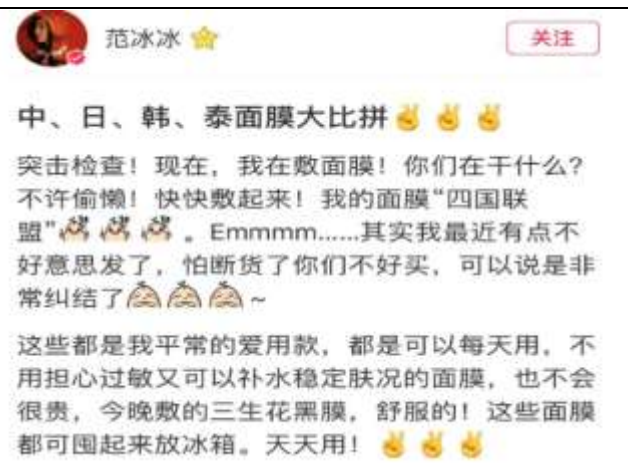 范冰冰
关注
中、日、韩、泰面膜大比拼✌️✌️✌️
突击检查！现在，我在敷面膜！你们在干什么？
不许偷懒！快快敷起来！我的面膜“四国联
盟”。Emmmm......其实我最近有点不
好意思发了，怕断货了你们不好买，可以说是非
常纠结了~
这些都是我平常的爱用款，都是可以每天用，不
用担心过敏又可以补水稳定肤况的面膜，也不会
很贵，今晚敷的三生花黑膜，舒服的！这些面膜
都可囤起来放冰箱。天天用！✌️✌️✌️